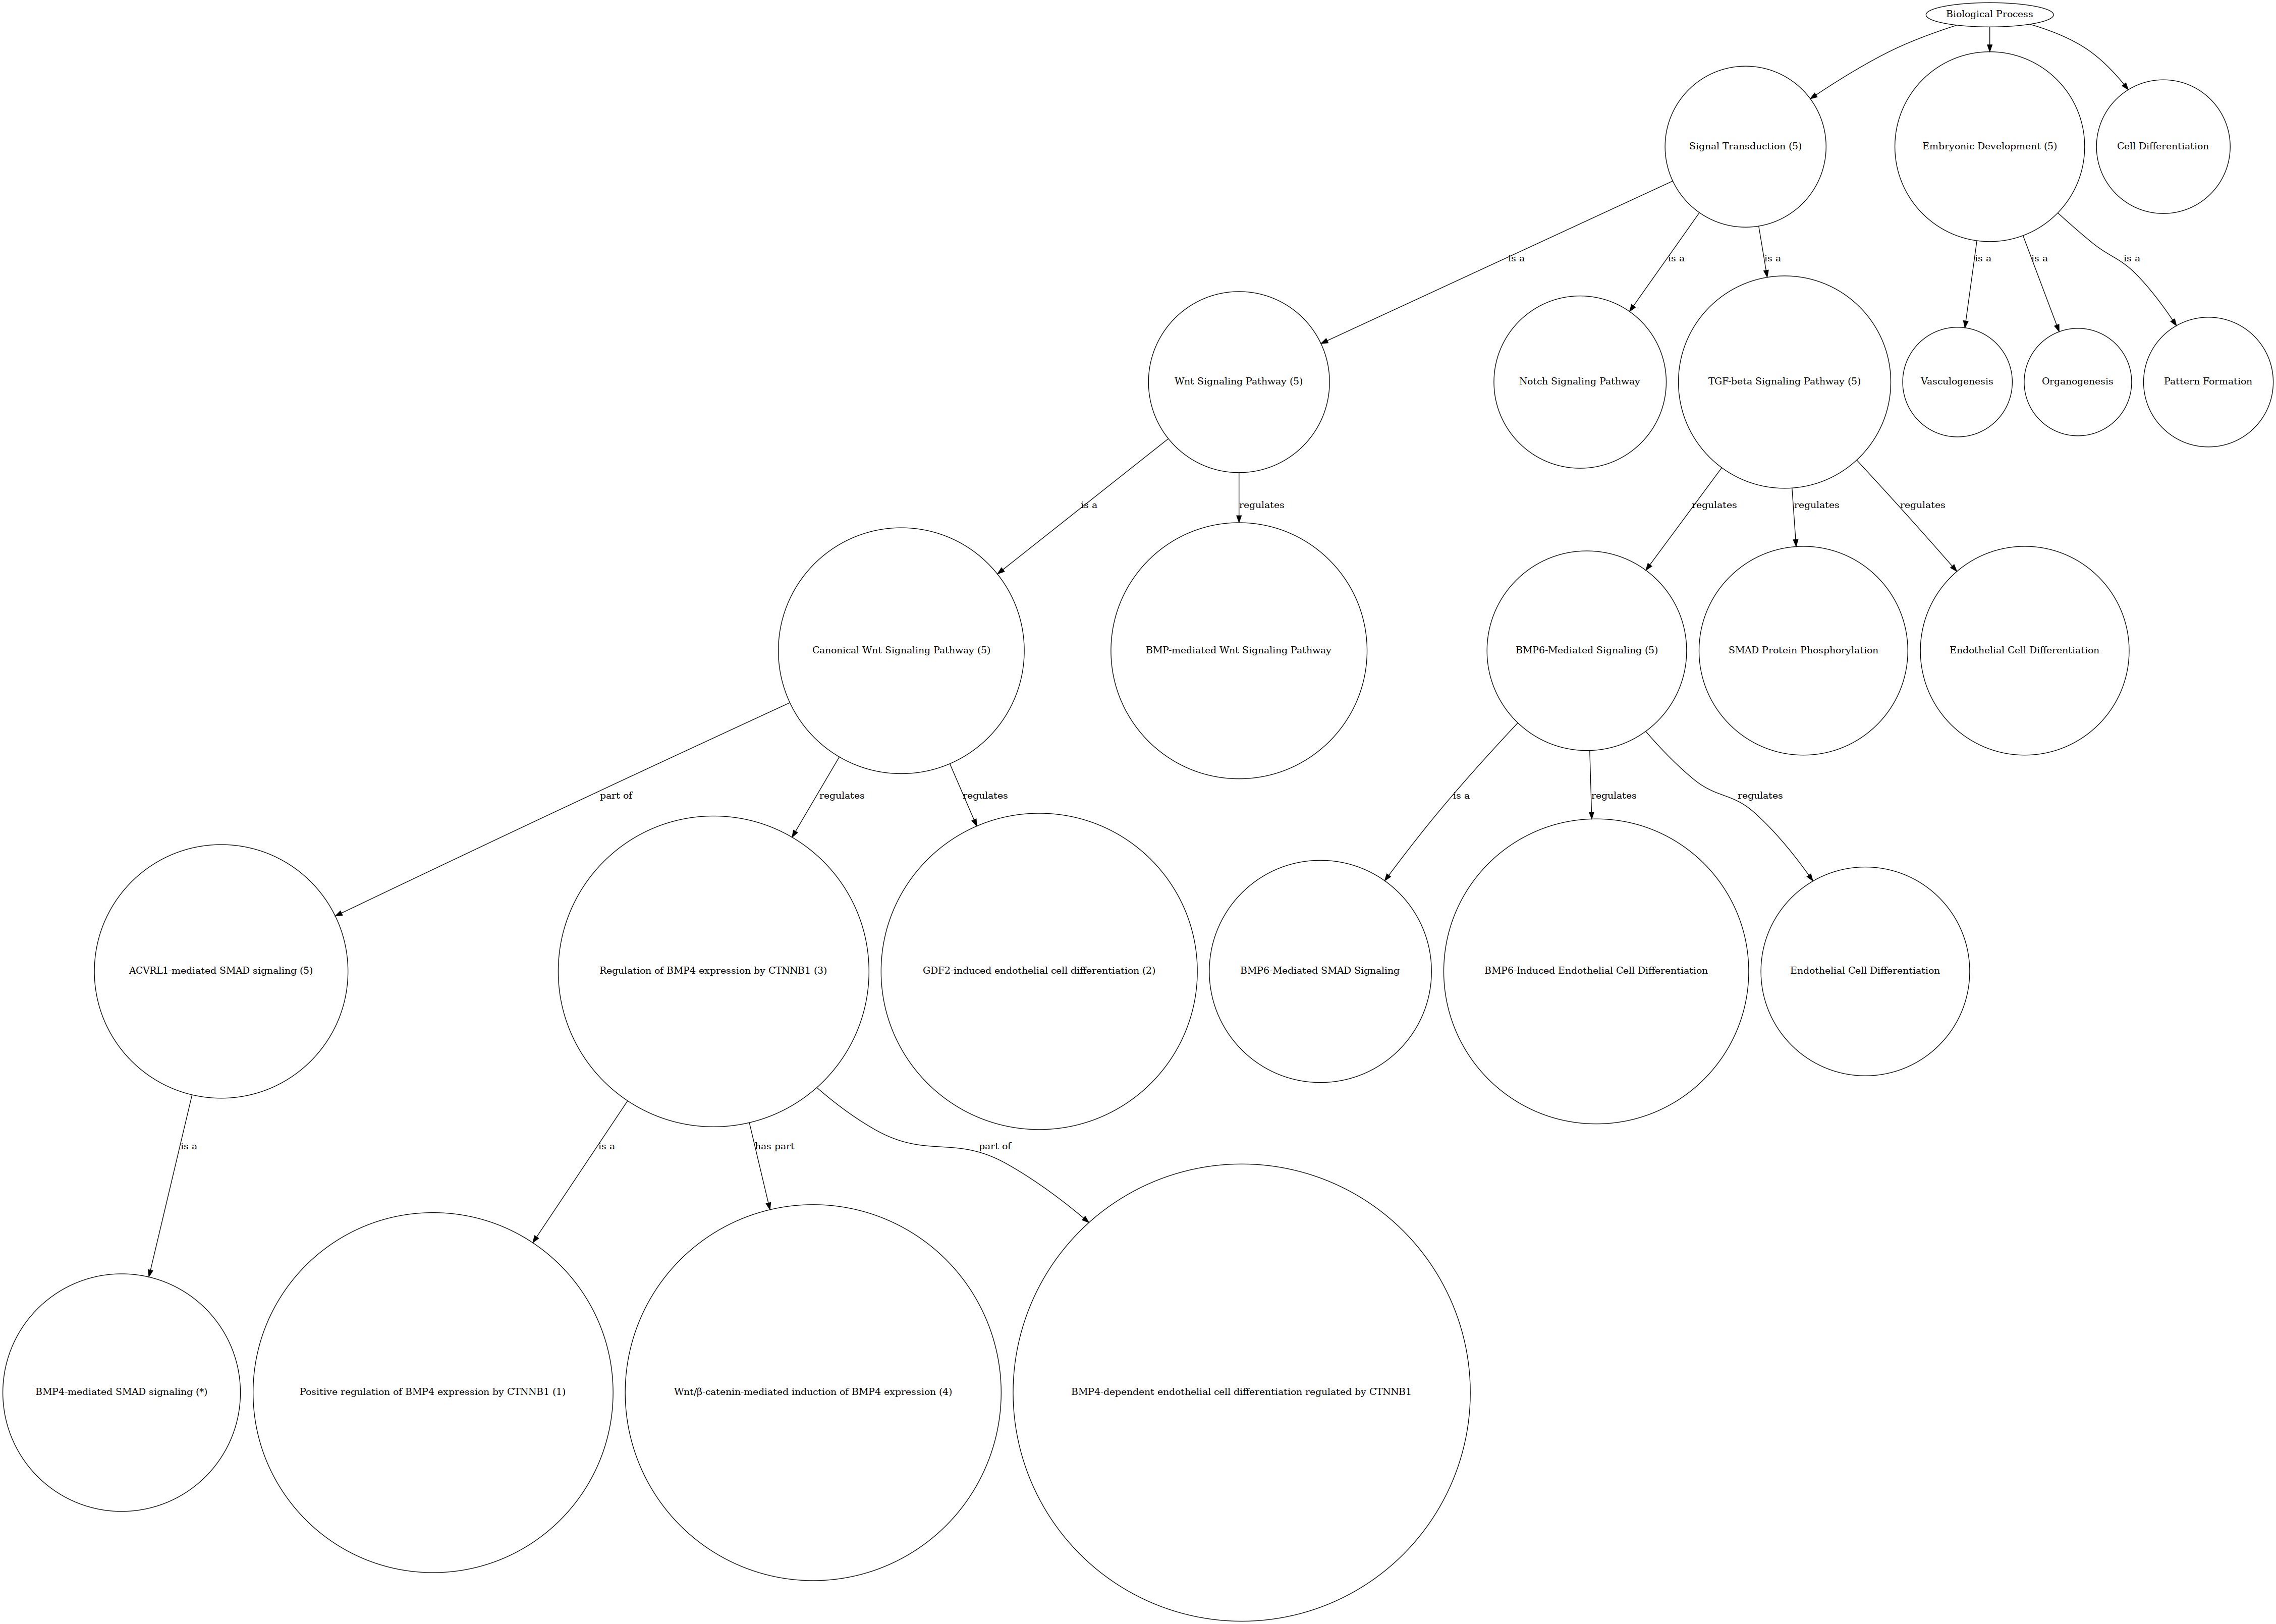 Biological Process
Signal Transduction (5)
Embryonic Development (5)
Cell Differentiation
is a
is a
is a
is a
is a
is a
Wnt Signaling Pathway (5)
Notch Signaling Pathway
TGF-beta Signaling Pathway (5)
Vasculogenesis
Organogenesis
Pattern Formation
is a
regulates
regulates
regulates
regulates
Canonical Wnt Signaling Pathway (5)
BMP-mediated Wnt Signaling Pathway
BMP6-Mediated Signaling (5)
SMAD Protein Phosphorylation
Endothelial Cell Differentiation
part of
regulates
regulates
is a
regulates
regulates
ACVRL1-mediated SMAD signaling (5)
Regulation of BMP4 expression by CTNNB1 (3)
GDF2-induced endothelial cell differentiation (2)
BMP6-Mediated SMAD Signaling
BMP6-Induced Endothelial Cell Differentiation
Endothelial Cell Differentiation
is a
is a
has part
part of
BMP4-mediated SMAD signaling (*)
Positive regulation of BMP4 expression by CTNNB1 (1)
Wnt/β-catenin-mediated induction of BMP4 expression (4)
BMP4-dependent endothelial cell differentiation regulated by CTNNB1